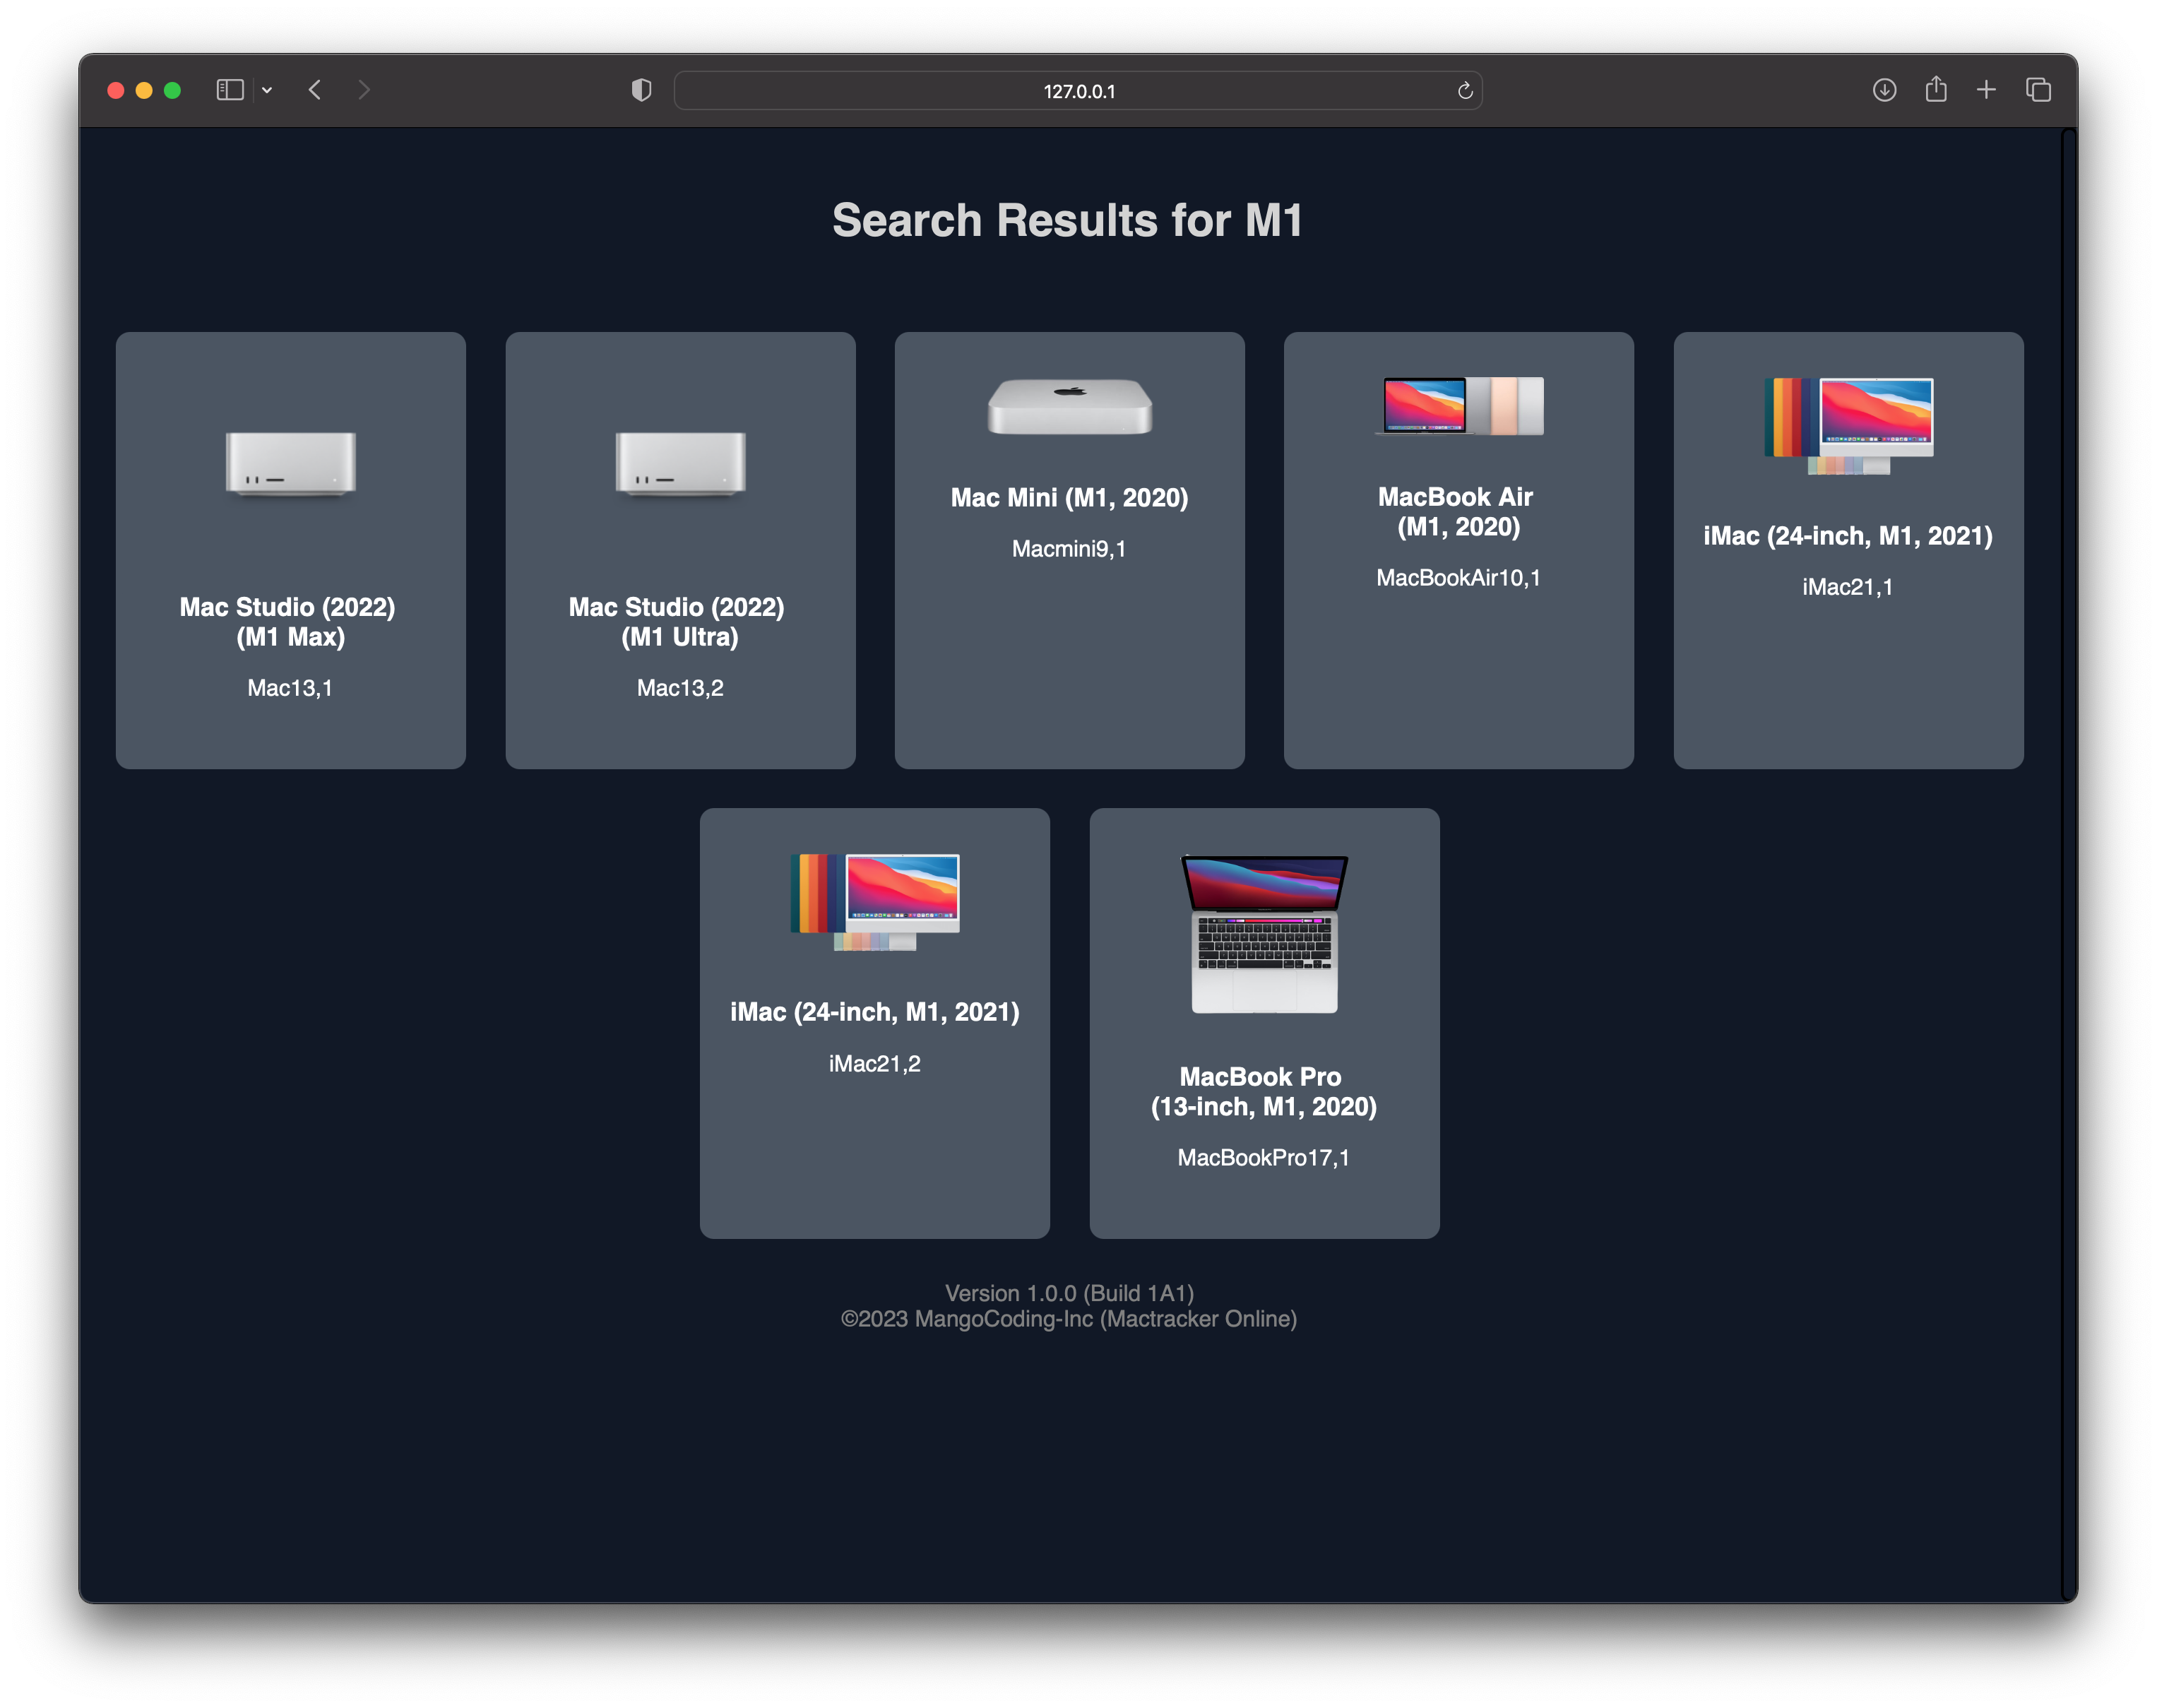 127.0.0.1
Search Results for M1
Mac Studio (2022)
(M1 Max)
Mac13,1
Mac Studio (2022)
(M1 Ultra)
Mac13,2
Mac Mini (M1, 2020)
Macmini9,1
MacBook Air
(M1, 2020)
MacBookAir10,1
iMac (24-inch, M1, 2021)
iMac21,1
iMac (24-inch, M1, 2021)
iMac21,2
MacBook Pro
(13-inch, M1, 2020)
MacBookPro17,1
Version 1.0.0 (Build 1A1)
©2023 MangoCoding-Inc (Mactracker Online)